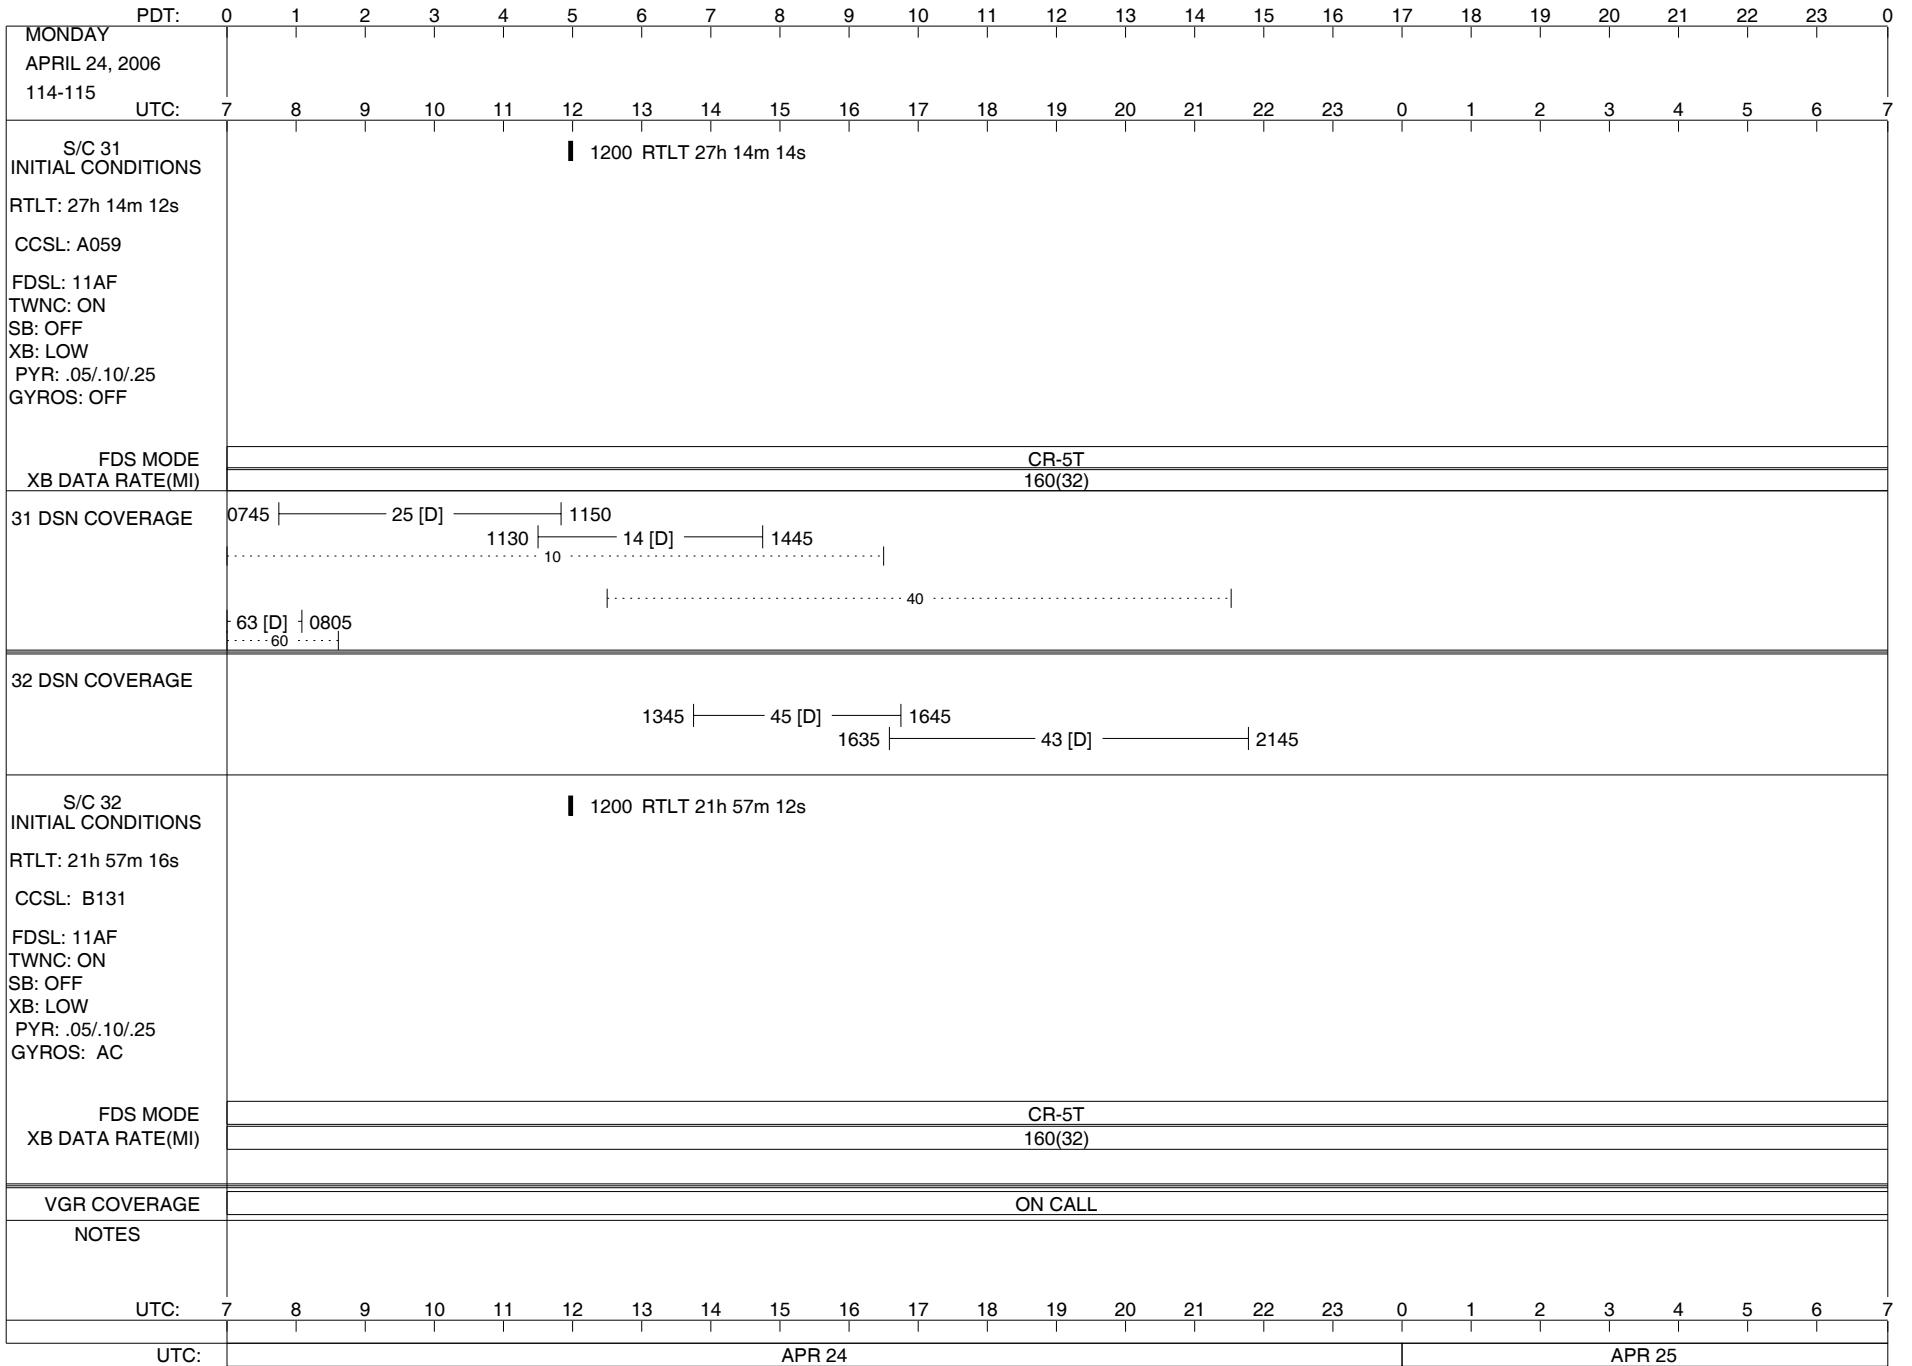 PDT: 0 1 2 3 4 5 6 7 8 9 10 11 12 13 14 15 16 17 18 19 20 21 22 23 0
MONDAY
APRIL 24, 2006
114-115
UTC: 7 8 9 10 11 12 13 14 15 16 17 18 19 20 21 22 23 0 1 2 3 4 5 6 7
S/C 31
INITIAL CONDITIONS
1200 RTLT 27h 14m 14s
RTLT: 27h 14m 12s
CCSL: A059
FDSL: 11AF
TWNC: ON
SB: OFF
XB: LOW
PYR: .05/.10/.25
GYROS: OFF
FDS MODE CR-5T
XB DATA RATE(MI) 160(32)
31 DSN COVERAGE
0745 25 [D] 1150
1130 14 [D] 1445
10
40
63 [D] 0805
60
32 DSN COVERAGE
1345 45 [D] 1645
1635 43 [D] 2145
S/C 32
INITIAL CONDITIONS
1200 RTLT 21h 57m 12s
RTLT: 21h 57m 16s
CCSL: B131
FDSL: 11AF
TWNC: ON
SB: OFF
XB: LOW
PYR: .05/.10/.25
GYROS: AC
FDS MODE CR-5T
XB DATA RATE(MI) 160(32)
VGR COVERAGE ON CALL
NOTES
UTC: 7 8 9 10 11 12 13 14 15 16 17 18 19 20 21 22 23 0 1 2 3 4 5 6 7
UTC: APR 24 APR 25